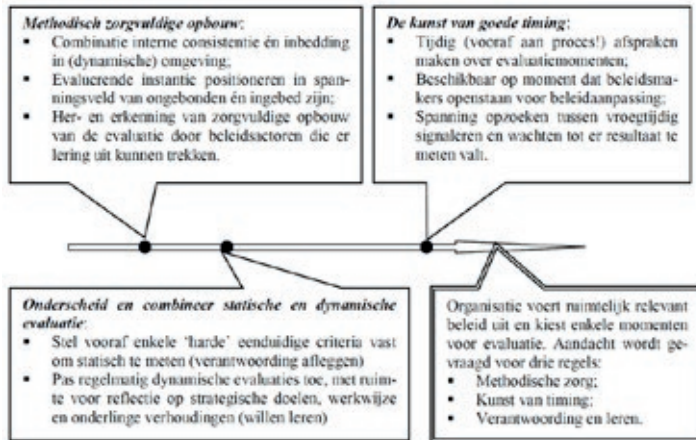 Methodisch zorgvuldige opbouw:
▪ Combinatie interne consistentie én inbedding
in (dynamische) omgeving;
▪ Evaluerende instantie positioneren in span-
ningsveld van ongebonden én ingebed zijn;
▪ Her- en erkenning van zorgvuldige opbouw
van de evaluatie door beleidsactoren die er
lering uit kunnen trekken.
De kunst van goede timing:
▪ Tijdig (vooraf aan proces!) afspraken
maken over evaluatiemomenten;
▪ Beschikbaar op moment dat beleidsma-
kers openstaan voor beleidaanpassing;
▪ Spanning opzoeken tussen vroegtijdig
signaleren en wachten tot er resultaat te
meten valt.
Onderscheid en combineer statische en dynamische
evaluatie:
▪ Stel vooraf enkele ‘harde’ eenduidige criteria vast
om statisch te meten (verantwoording afleggen)
▪ Pas regelmatig dynamische evaluaties toe, met ruim-
te voor reflectie op strategische doelen, werkwijze
en onderlinge verhoudingen (willen leren)
Organisatie voert ruimtelijk relevant
beleid uit en kiest enkele momenten
voor evaluatie. Aandacht wordt ge-
vraagd voor drie regels:
▪ Methodische zorg;
▪ Kunst van timing;
▪ Verantwoording en leren.